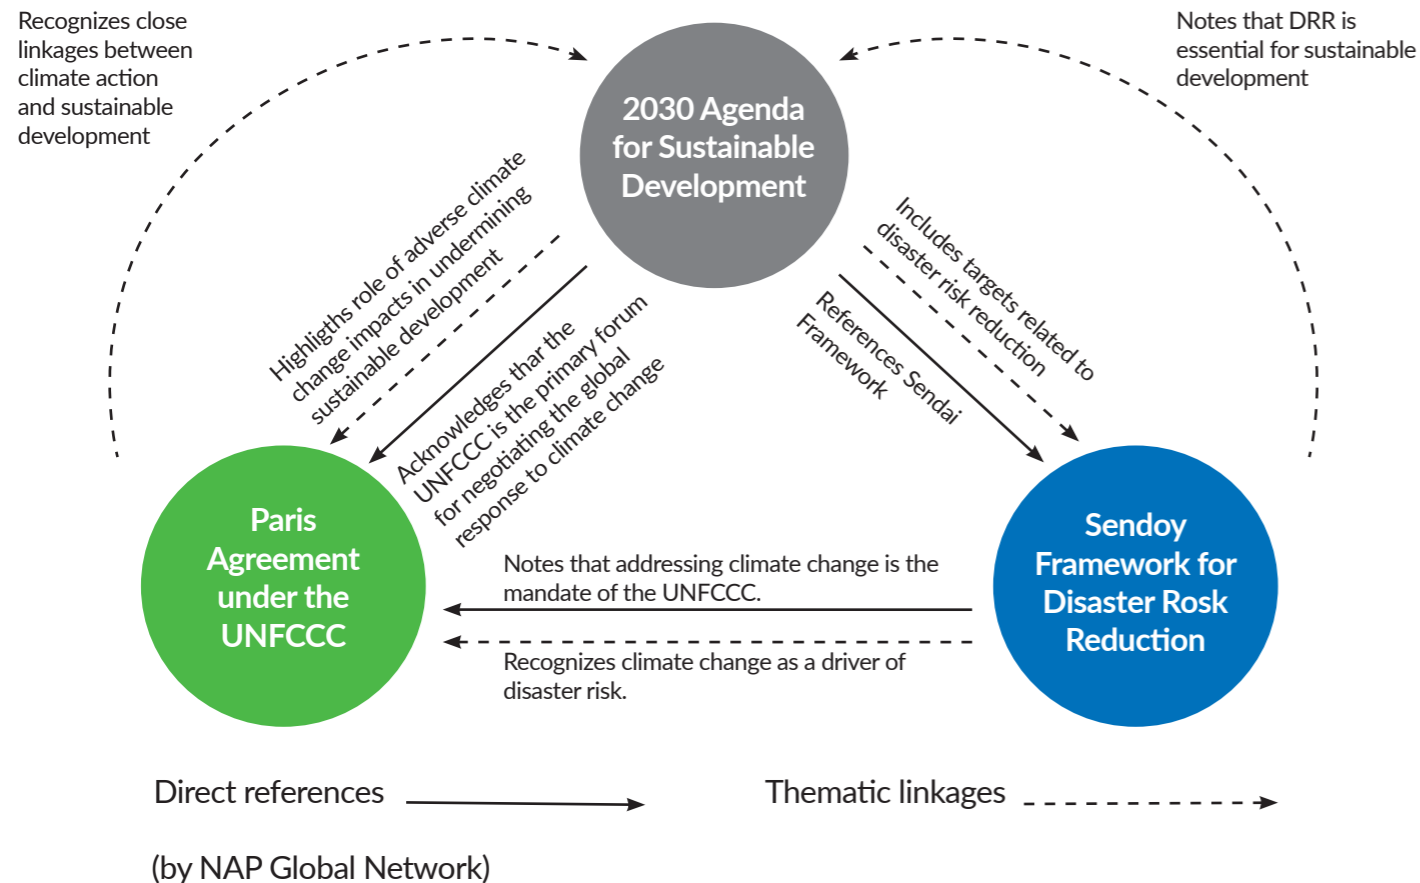 Recognizes close
linkages between
climate action
and sustainable
development
Notes that DRR is
essential for sustainable
development
2030 Agenda
for Sustainable
Development
Highligths role of adverse climate
change impacts in undermining
sustainable development
Acknowledges thar the
UNFCCC is the primary forum
for negotiating the global
response to climate change
Includes targets related to
disaster risk reduction
References Sendai
Framework
Paris
Agreement
under the
UNFCCC
Notes that addressing climate change is the
mandate of the UNFCCC.
Recognizes climate change as a driver of
disaster risk.
Sendoy
Framework for
Disaster Rosk
Reduction
Direct references
Thematic linkages
(by NAP Global Network)